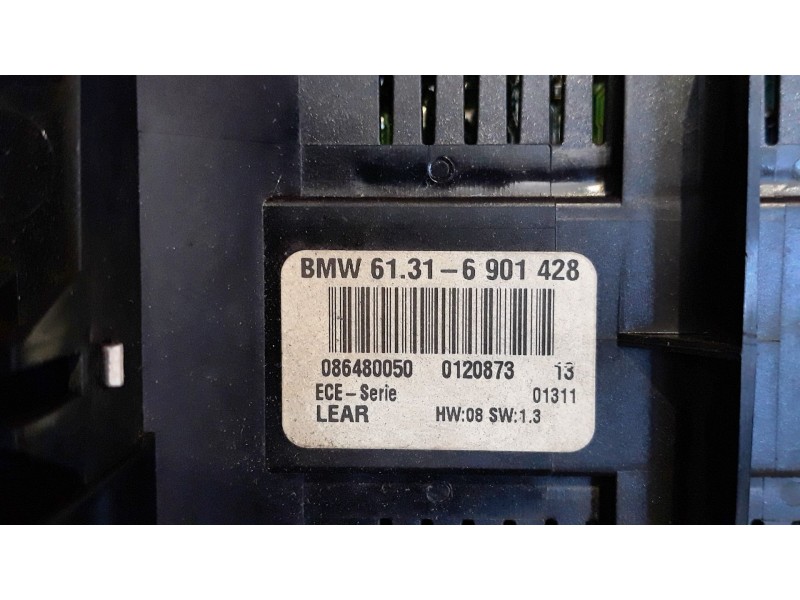 BMW 61.31-6 901 428
086480050 0120873 13
ECE-Serie 01311
LEAR HW:08 SW:1.3